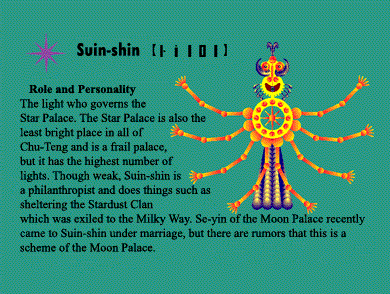 Suin-shin
Role and Personality
The light who governs the
Star Palace. The Star Palace is also the
least bright place in all of
Chu-Teng and is a frail palace,
but it has the highest number of
lights. Though weak, Suin-shin is
a philanthropist and does things such as
sheltering the Stardust Clan
which was exiled to the Milky Way. Se-yin of the Moon Palace recently
came to Suin-shin under marriage, but there are rumors that this is a
scheme of the Moon Palace.